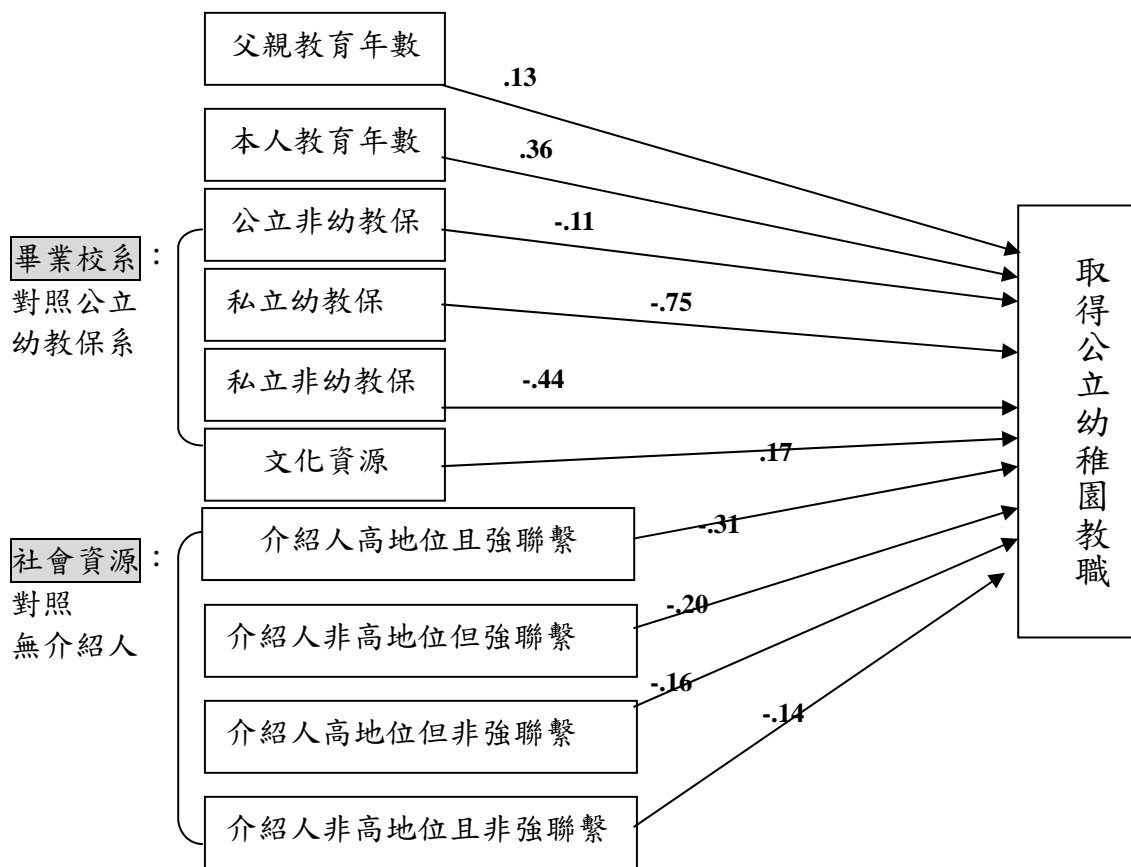 父親教育年數
.13
本人教育年數
.36
公立非幼教保
-.11
畢業校系：
對照公立
幼教保系
私立幼教保
-.75
私立非幼教保
-.44
文化資源
.17
社會資源：
對照
無介紹人
介紹人高地位且強聯繫
-.31
介紹人非高地位但強聯繫
-.20
介紹人高地位但非強聯繫
-.16
介紹人非高地位且非強聯繫
-.14
取得公立幼稚園教職